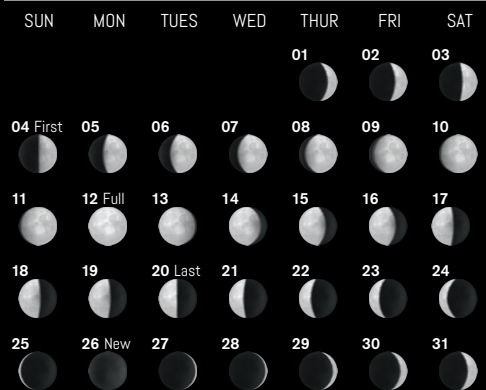 SUN MON TUES WED THUR FRI SAT
01 02 03
04 First 05 06 07 08 09 10
11 12 Full 13 14 15 16 17
18 19 20 Last 21 22 23 24
25 26 New 27 28 29 30 31